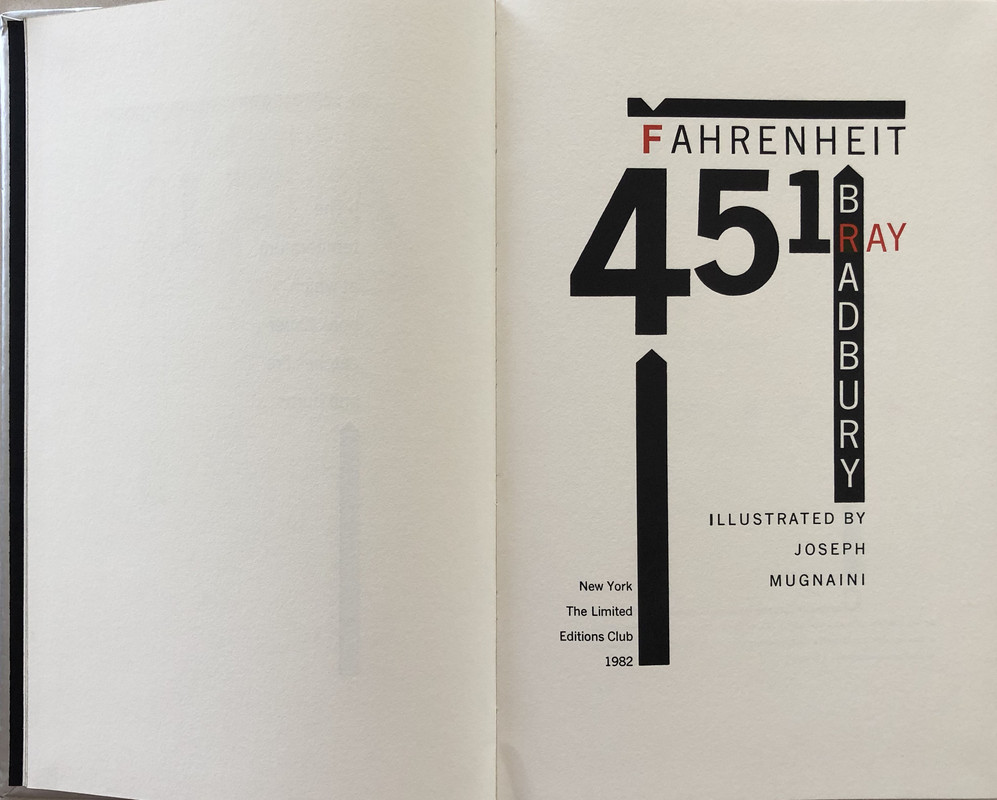 FAHRENHEIT
451
RAY
BRADBURY
ILLUSTRATED BY
JOSEPH
MUGNAINI
New York
The Limited
Editions Club
1982